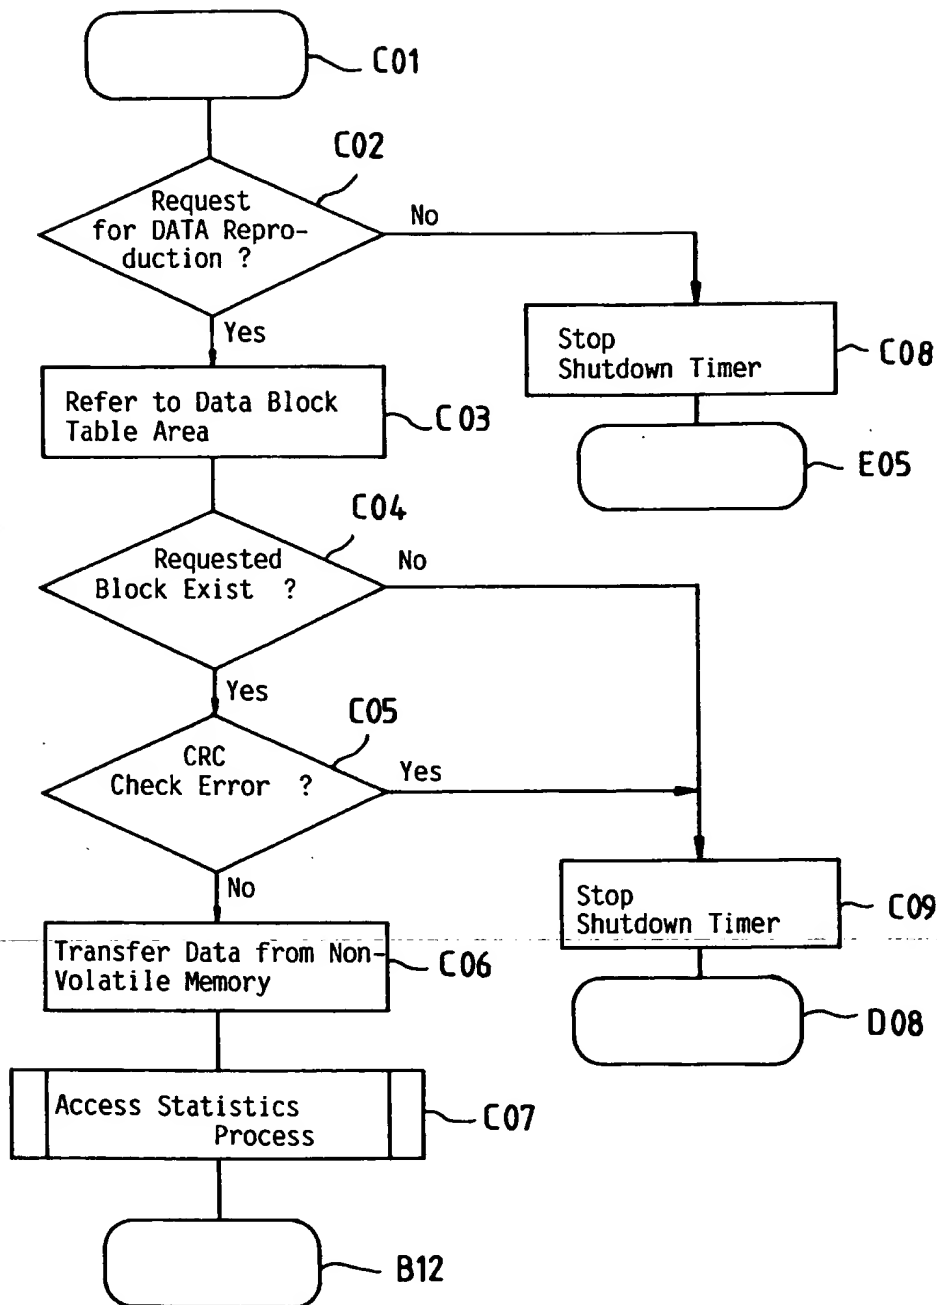 C01
C02
Request
for DATA Repro-
duction ?
No
Yes
Stop
Shutdown Timer
C08
Refer to Data Block
Table Area
C03
E05
C04
Requested
Block Exist ?
No
Yes
C05
CRC
Check Error ?
Yes
No
Stop
Shutdown Timer
C09
Transfer Data from Non-
Volatile Memory
C06
D08
Access Statistics
Process
C07
B12